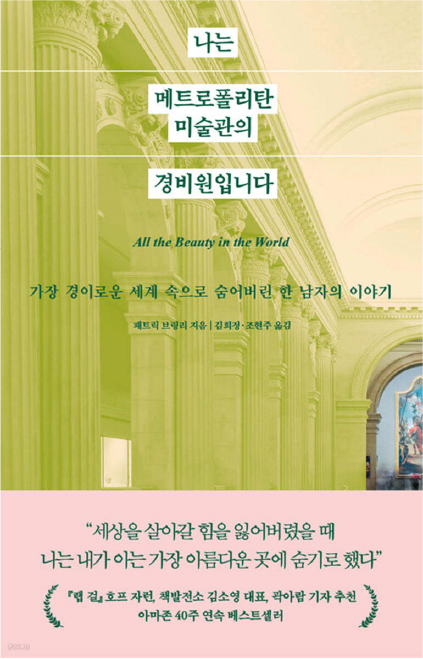 나는
메트로폴리탄
미술관의
경비원입니다
All the Beauty in the World
가장 경이로운 세계 속으로 숨어버린 한 남자의 이야기
패트릭 브링리 지음 | 김희정·조현주 옮김
“세상을 살아갈 힘을 잃어버렸을 때
나는 내가 아는 가장 아름다운 곳에 숨기로 했다”
『랩 걸』 호프 자런, 책발전소 김소영 대표, 곽아람 기자 추천
아마존 40주 연속 베스트셀러